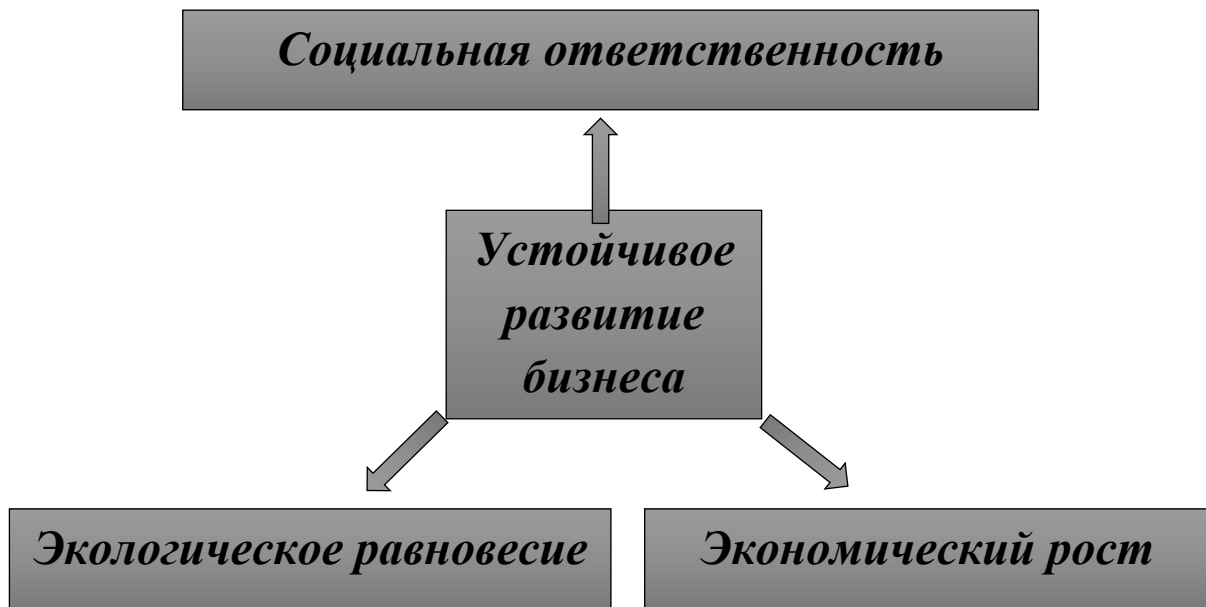 Социальная ответственность
Устойчивое
развитие
бизнеса
Экологическое равновесие
Экономический рост